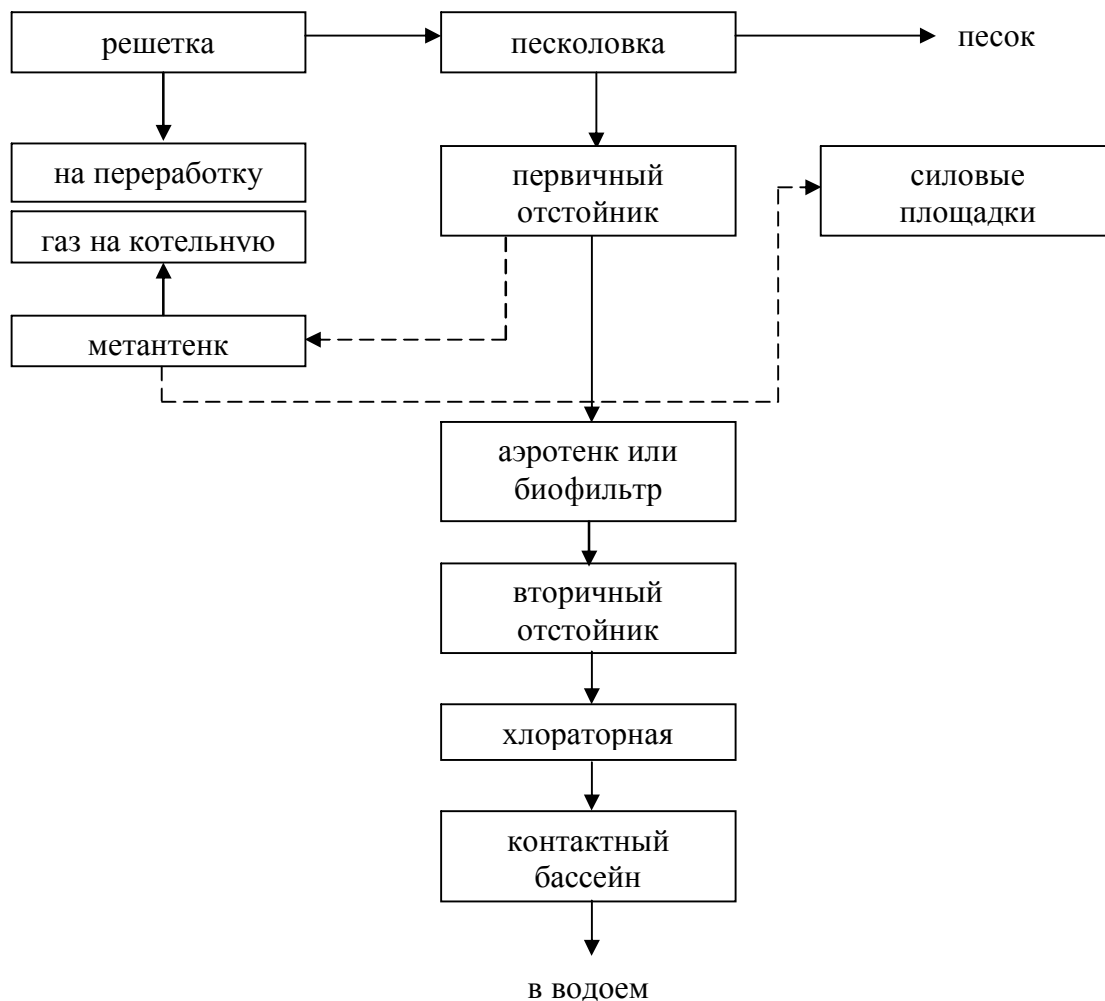 решетка
песколовка
песок
на переработку
первичный
отстойник
силовые
площадки
газ на котельную
метантенк
аэротенк или
биофильтр
вторичный
отстойник
хлораторная
контактный
бассейн
в водоем